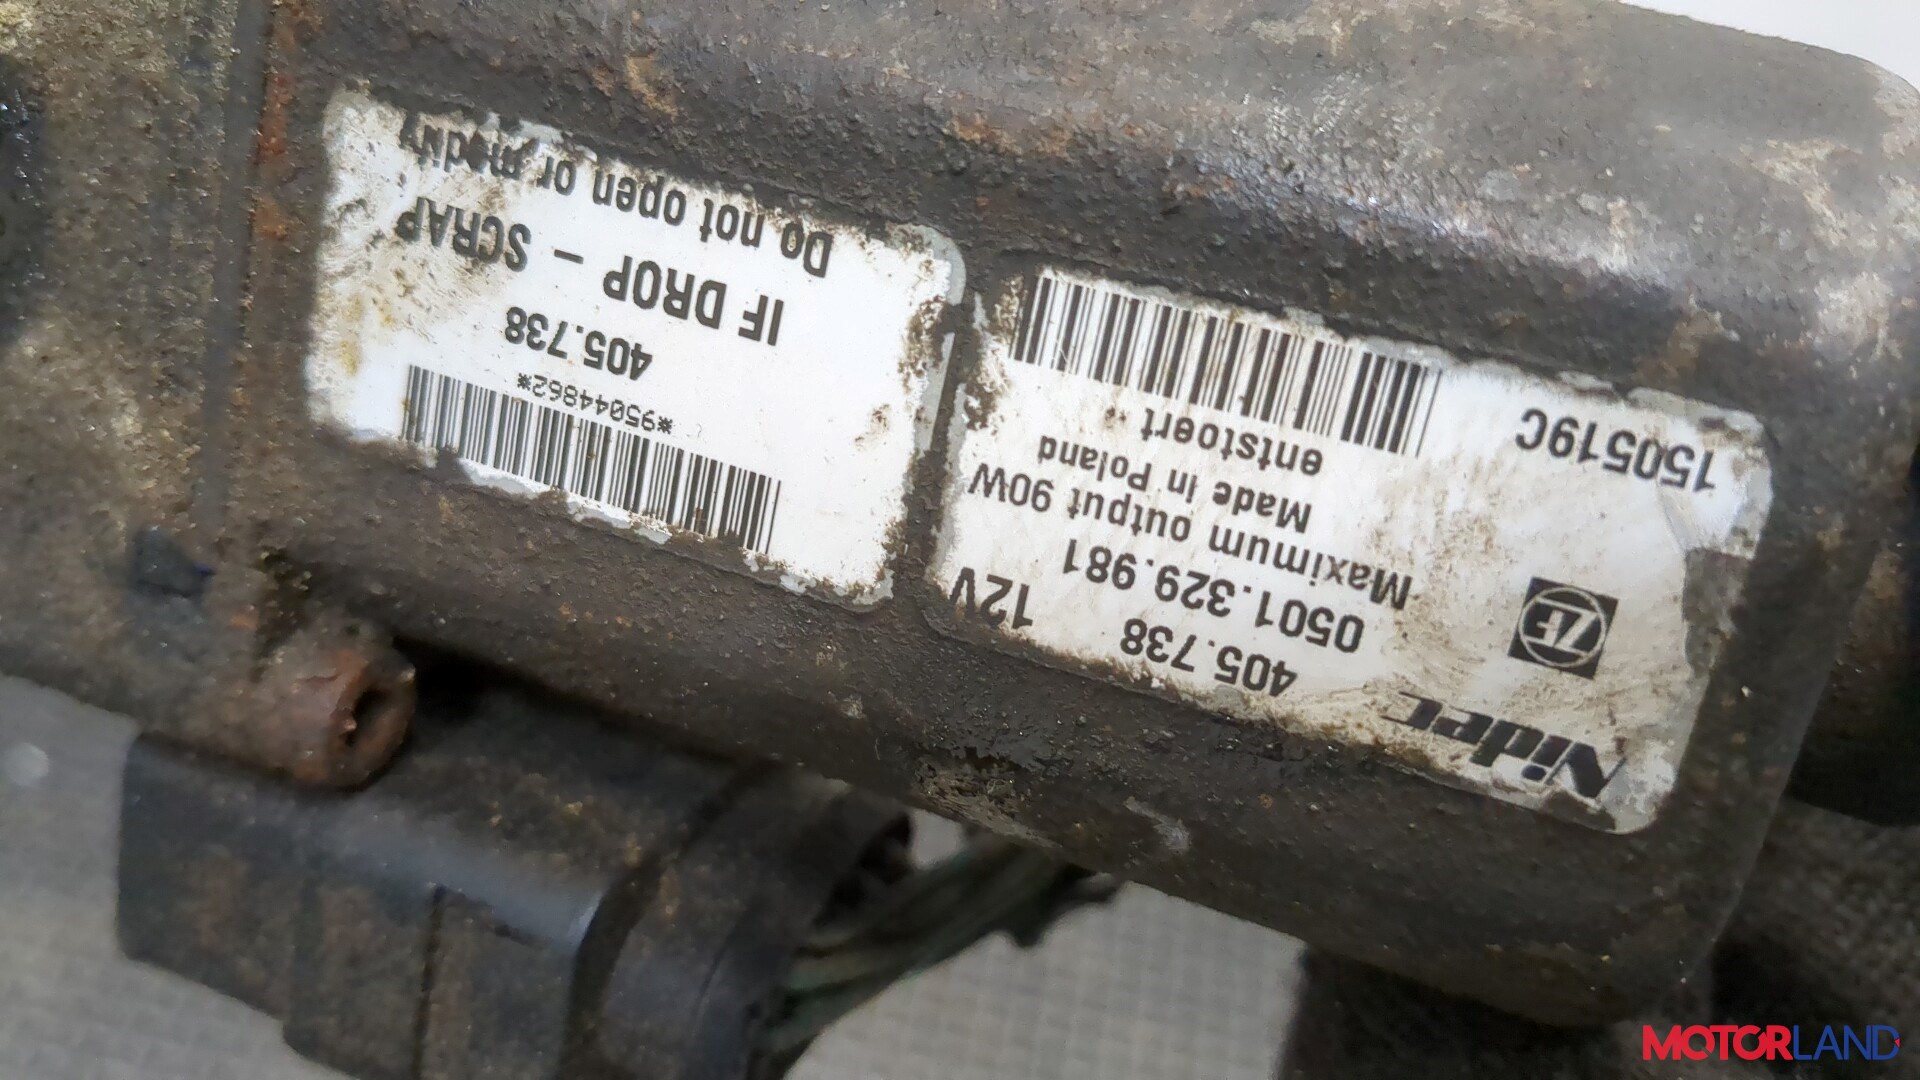 Nidec
405.738
0501.329.981 12V
Maximum output 90W
Made in Poland
entstoert
ZF
150519C
*95044862*
405.738
IF DROP - SCRAP
Do not open or modify
MOTORLAND